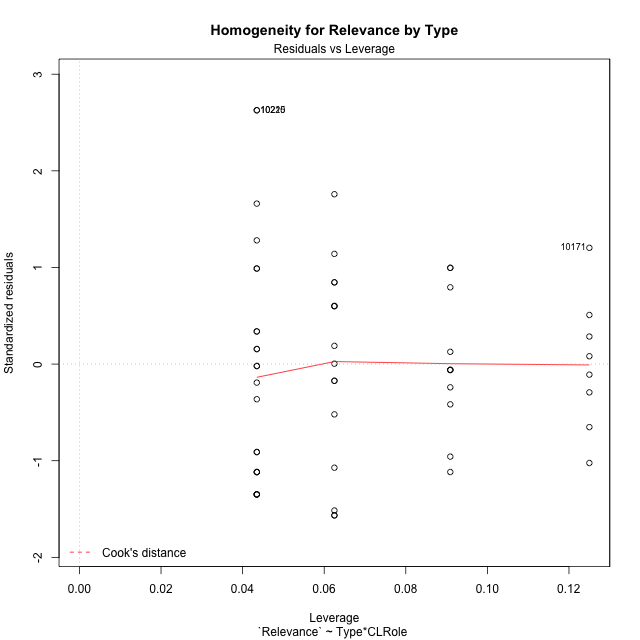 Homogeneity for Relevance by Type
Residuals vs Leverage
3
2
1
0
-1
-2
Standardized residuals
10171
Cook's distance
0.00 0.02 0.04 0.06 0.08 0.10 0.12
Leverage
`Relevance` ~ Type*CLRole